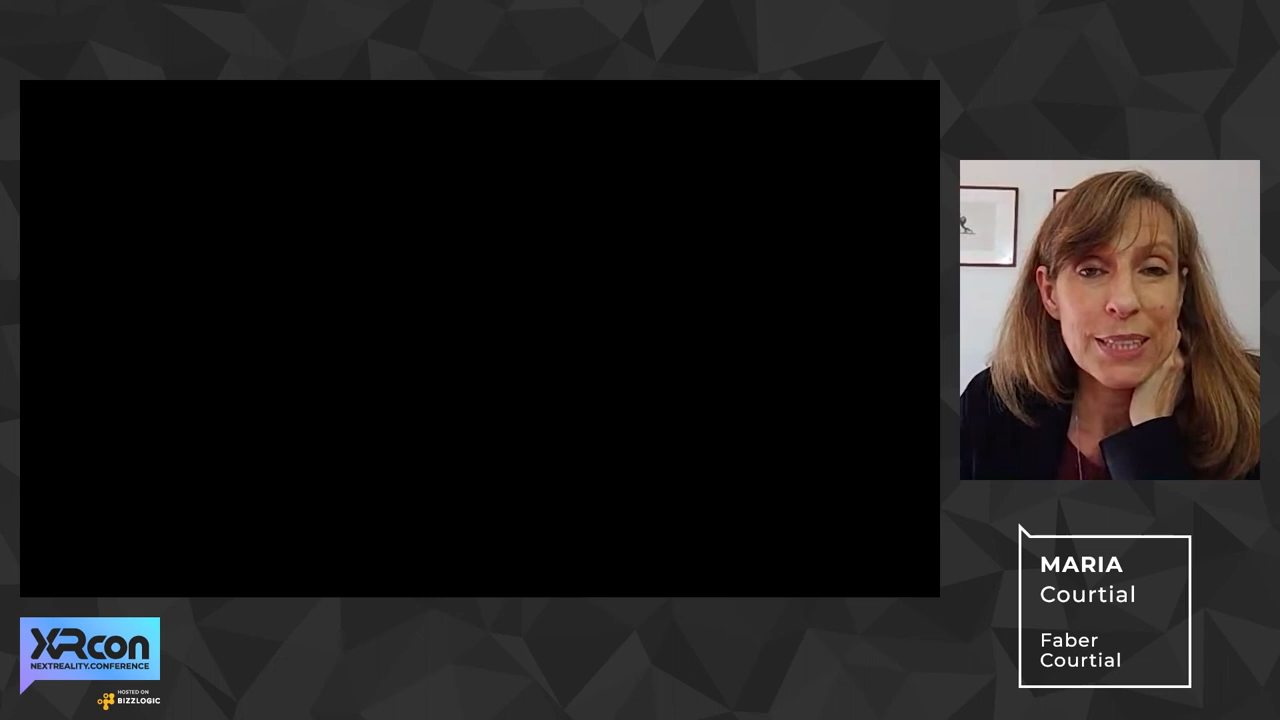 MARIA
Courtial
Faber
Courtial
XRcon
NEXTREALITY.CONFERENCE
HOSTED ON
BIZZLOGIC